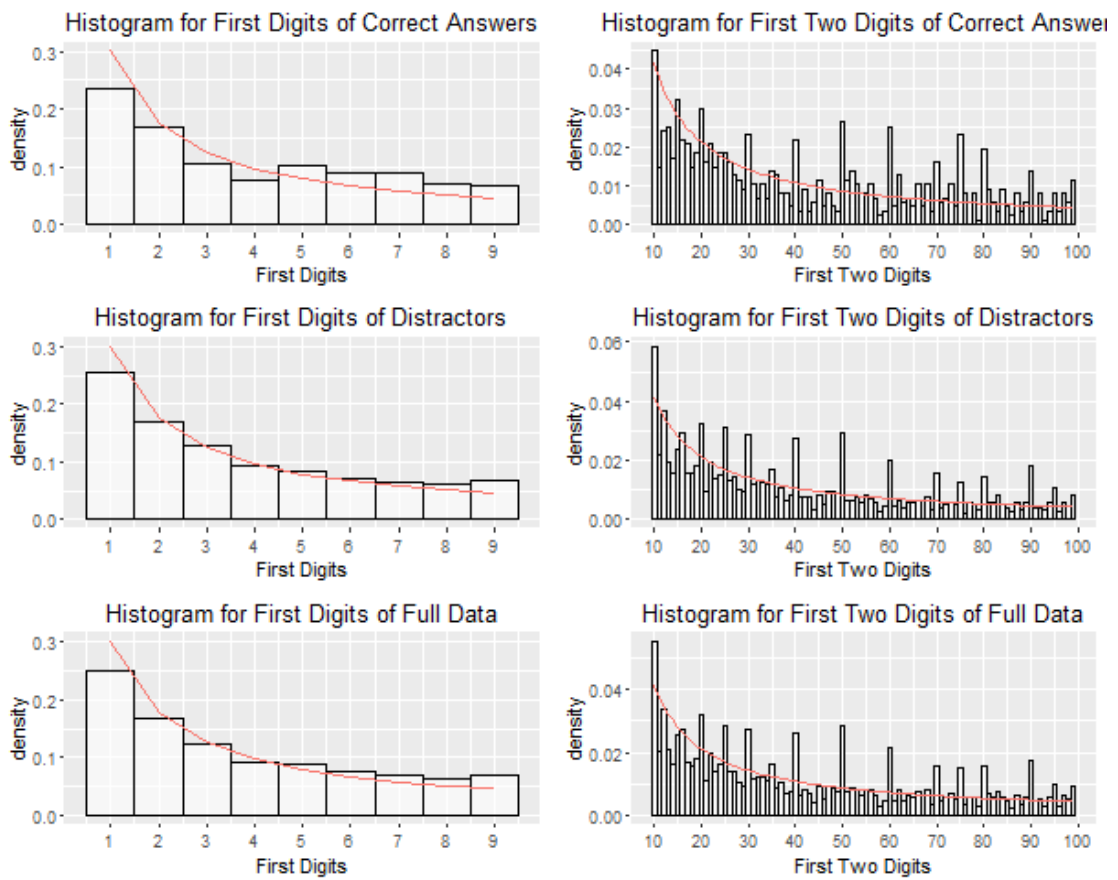 Histogram for First Digits of Correct Answers
0.3
0.2
0.1
0.0
density
1 2 3 4 5 6 7 8 9
First Digits
Histogram for First Two Digits of Correct Answer
0.04
0.03
0.02
0.01
0.00
density
10 20 30 40 50 60 70 80 90 100
First Two Digits
Histogram for First Digits of Distractors
0.3
0.2
0.1
0.0
density
1 2 3 4 5 6 7 8 9
First Digits
Histogram for First Two Digits of Distractors
0.06
0.04
0.02
0.00
density
10 20 30 40 50 60 70 80 90 100
First Two Digits
Histogram for First Digits of Full Data
0.3
0.2
0.1
0.0
density
1 2 3 4 5 6 7 8 9
First Digits
Histogram for First Two Digits of Full Data
0.04
0.02
0.00
density
10 20 30 40 50 60 70 80 90 100
First Two Digits